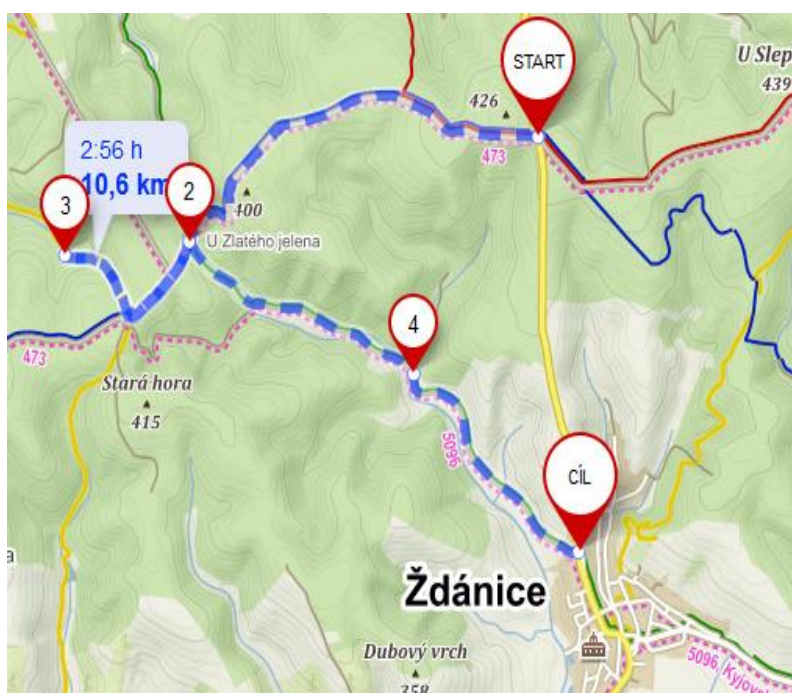 START
U Slep
439
426
473
2:56 h
10,6 km
3
2
400
U Zlatého jelena
4
473
Stará hora
415
5096
CÍL
a
Ždánice
Dubový vrch
358
5096, Kyjovs